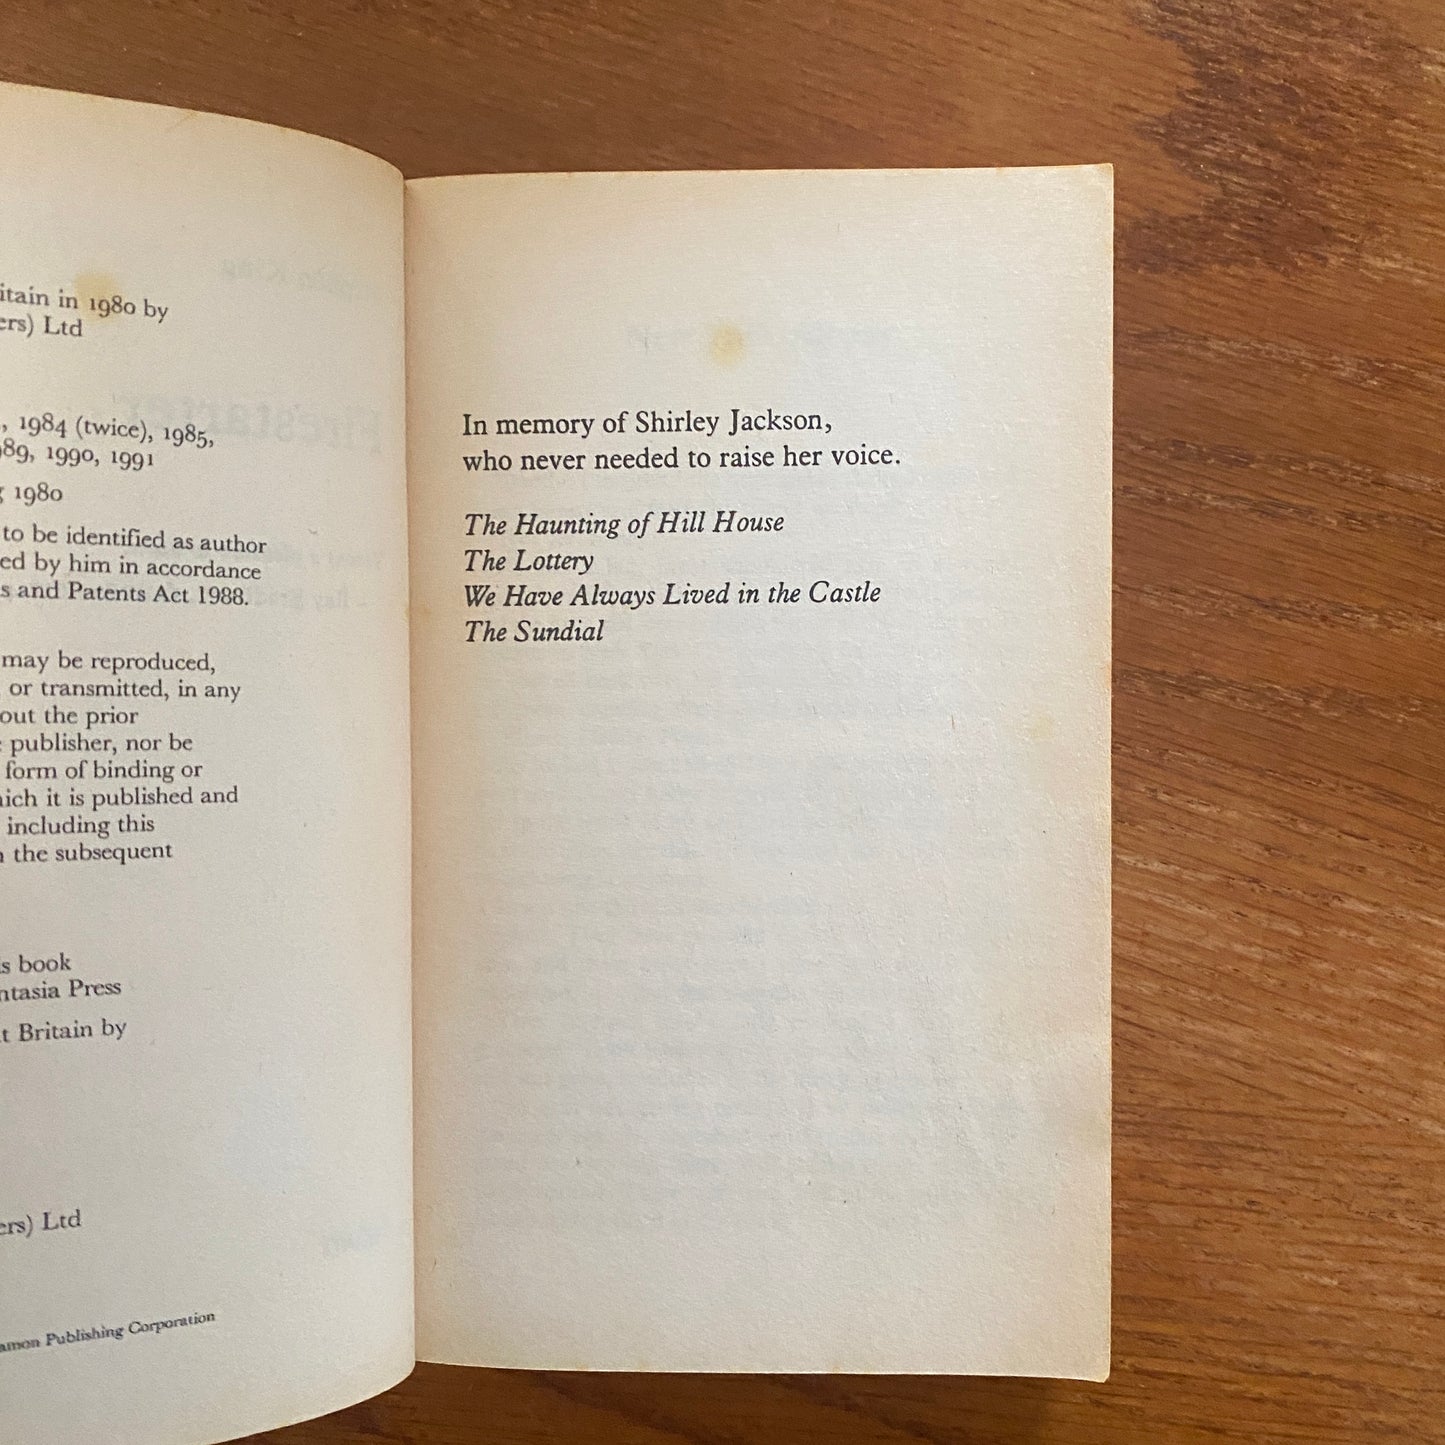 itain in 1980 by
ers) Ltd
, 1984 (twice), 1985,
89, 1990, 1991
g 1980
to be identified as author
ed by him in accordance
s and Patents Act 1988.
may be reproduced,
or transmitted, in any
out the prior
e publisher, nor be
form of binding or
hich it is published and
including this
n the subsequent
s book
ntasia Press
t Britain by
ers) Ltd
amon Publishing Corporation
In memory of Shirley Jackson,
who never needed to raise her voice.
The Haunting of Hill House
The Lottery
We Have Always Lived in the Castle
The Sundial